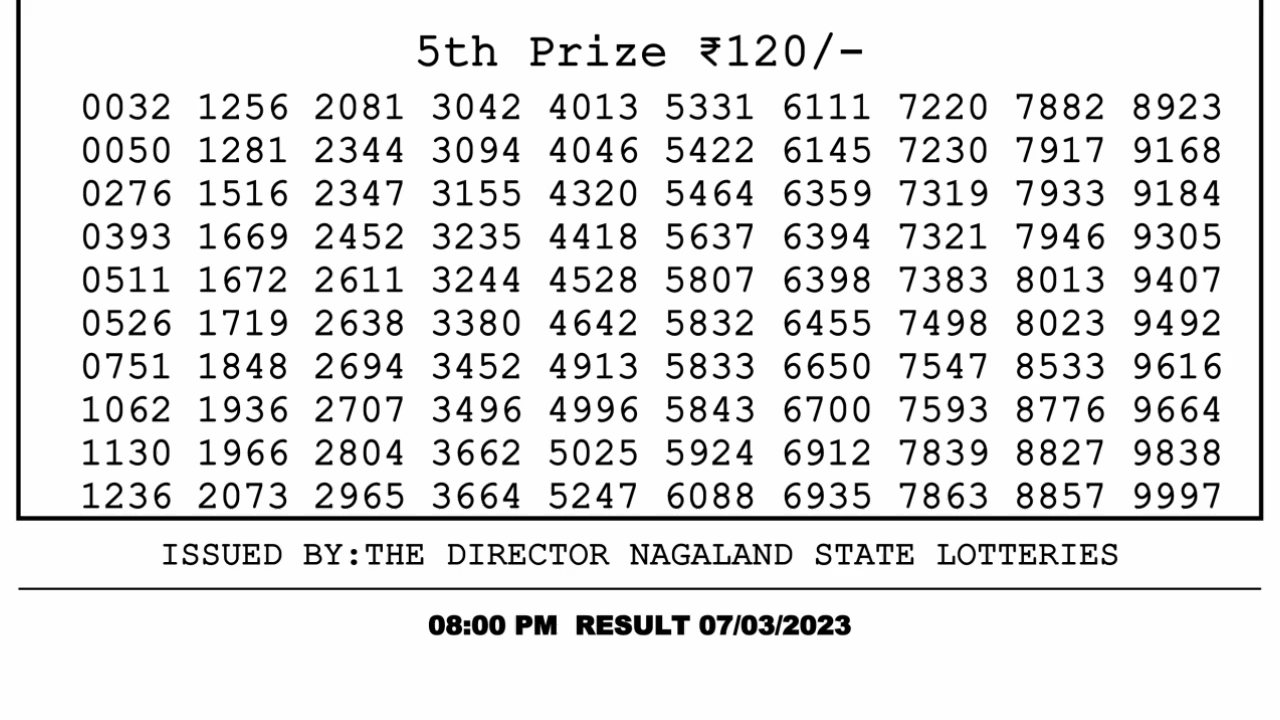 5th Prize ₹120/-
0032 1256 2081 3042 4013 5331 6111 7220 7882 8923
0050 1281 2344 3094 4046 5422 6145 7230 7917 9168
0276 1516 2347 3155 4320 5464 6359 7319 7933 9184
0393 1669 2452 3235 4418 5637 6394 7321 7946 9305
0511 1672 2611 3244 4528 5807 6398 7383 8013 9407
0526 1719 2638 3380 4642 5832 6455 7498 8023 9492
0751 1848 2694 3452 4913 5833 6650 7547 8533 9616
1062 1936 2707 3496 4996 5843 6700 7593 8776 9664
1130 1966 2804 3662 5025 5924 6912 7839 8827 9838
1236 2073 2965 3664 5247 6088 6935 7863 8857 9997
ISSUED BY:THE DIRECTOR NAGALAND STATE LOTTERIES
08:00 PM RESULT 07/03/2023